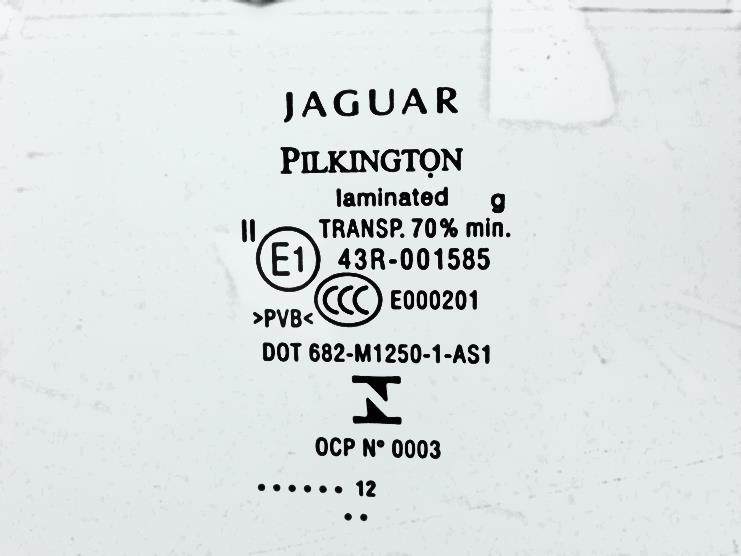 JAGUAR
PILKINGTON
laminated g
II TRANSP. 70% min.
E1 43R-001585
CCC E000201
>PVB<
DOT 682-M1250-1-AS1
N
OCP N° 0003
...... 12
..